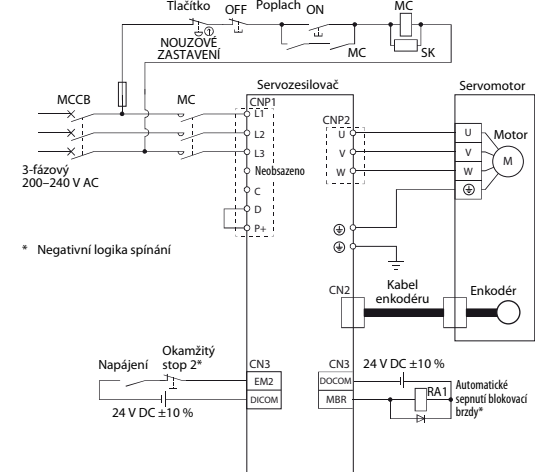 Tlačítko
OFF
Poplach
ON
MC
NOUZOVÉ
ZASTAVENÍ
MC
SK
MCCB
MC
Servozesilovač
Servomotor
CNP1
L1
L2
L3
Neobsazeno
C
D
P+
CNP2
U
V
W
U
V
W
Motor
M
3-fázový
200–240 V AC
* Negativní logika spínání
CN2
Kabel
enkodéru
Enkodér
Napájení
Okamžitý
stop 2*
24 V DC ±10 %
CN3
EM2
DICOM
CN3
DOCOM
MBR
24 V DC ±10 %
RA1
Automatické
sepnutí blokovací
brzdy*